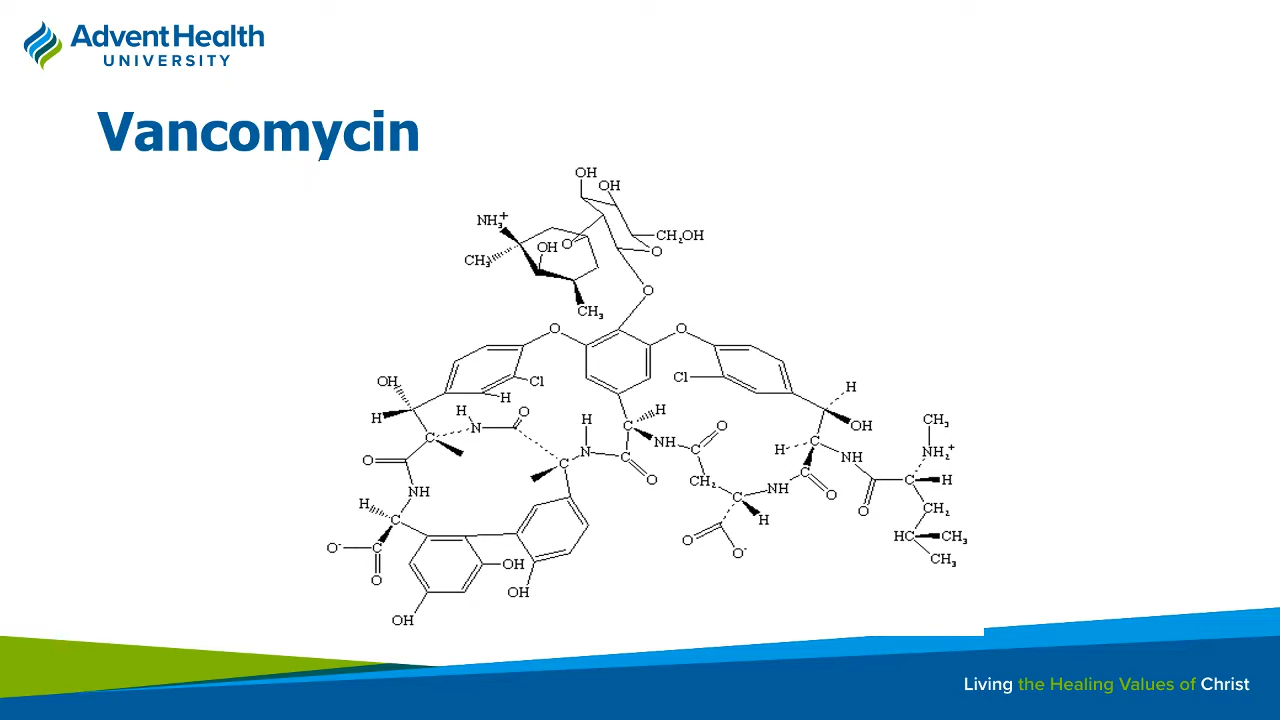 AdventHealth
UNIVERSITY
Vancomycin
OH
OH
NH₃⁺
CH₂OH
OH
O
O
CH₃
O
CH₃
O
O
Cl
Cl
OH
H
H
H
H
O
H
H
H
O
OH
CH₃
N
C
N
C
NH
H
C
NH
NH₂⁺
O
C
C
C
O
O
C
C
H
NH
CH₂
NH
O
O
H
C
C
H
CH₂
O⁻
C
O
O⁻
HC
CH₃
O
OH
CH₃
OH
OH
Living the Healing Values of Christ